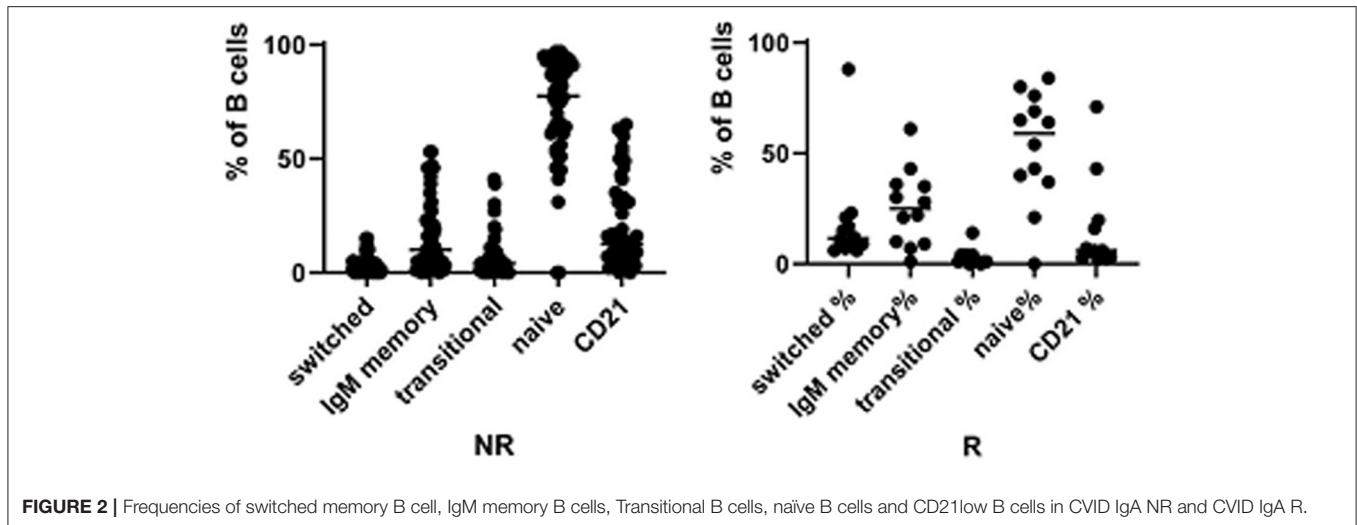 % of B cells
100
50
0
switched
IgM memory
transitional
naive
CD21
NR
% of B cells
100
50
0
switched %
IgM memory%
transitional %
naive%
CD21 %
R
FIGURE 2 | Frequencies of switched memory B cell, IgM memory B cells, Transitional B cells, naïve B cells and CD21low B cells in CVID IgA NR and CVID IgA R.